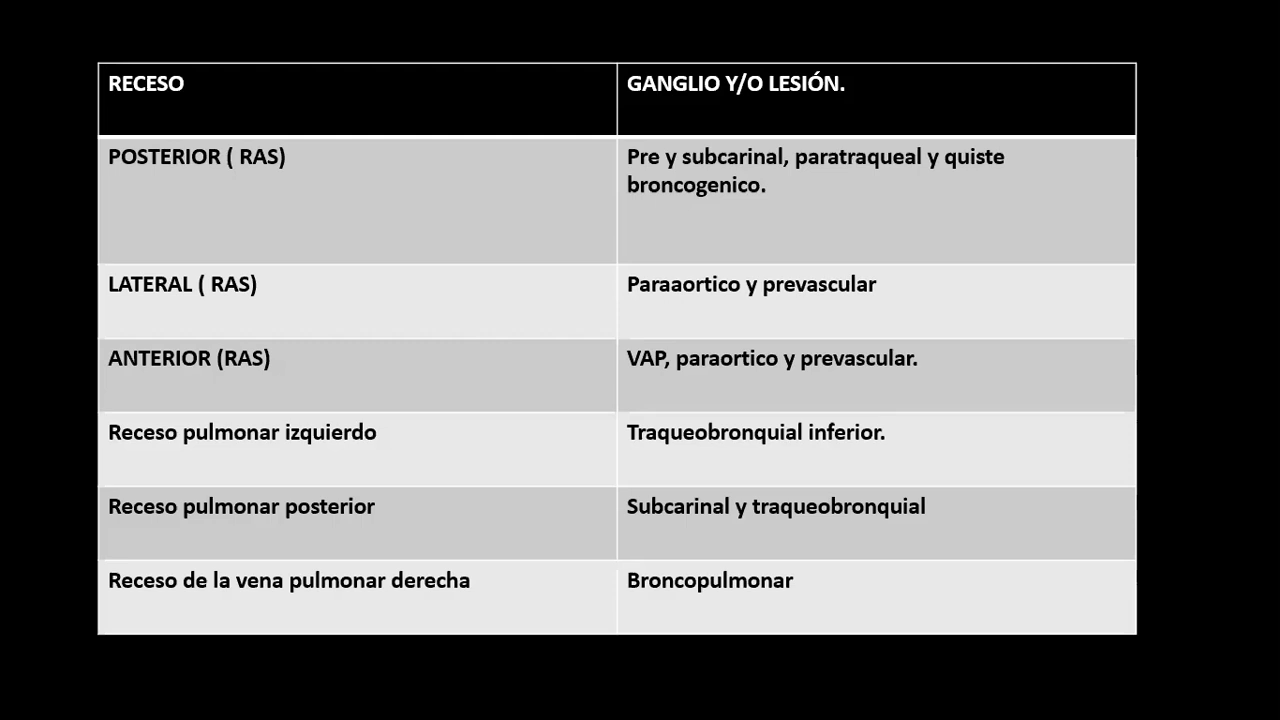 RECESO
GANGLIO Y/O LESIÓN.
POSTERIOR ( RAS)
Pre y subcarinal, paratraqueal y quiste
broncogenico.
LATERAL ( RAS)
Paraaortico y prevascular
ANTERIOR (RAS)
VAP, paraortico y prevascular.
Receso pulmonar izquierdo
Traqueobronquial inferior.
Receso pulmonar posterior
Subcarinal y traqueobronquial
Receso de la vena pulmonar derecha
Broncopulmonar